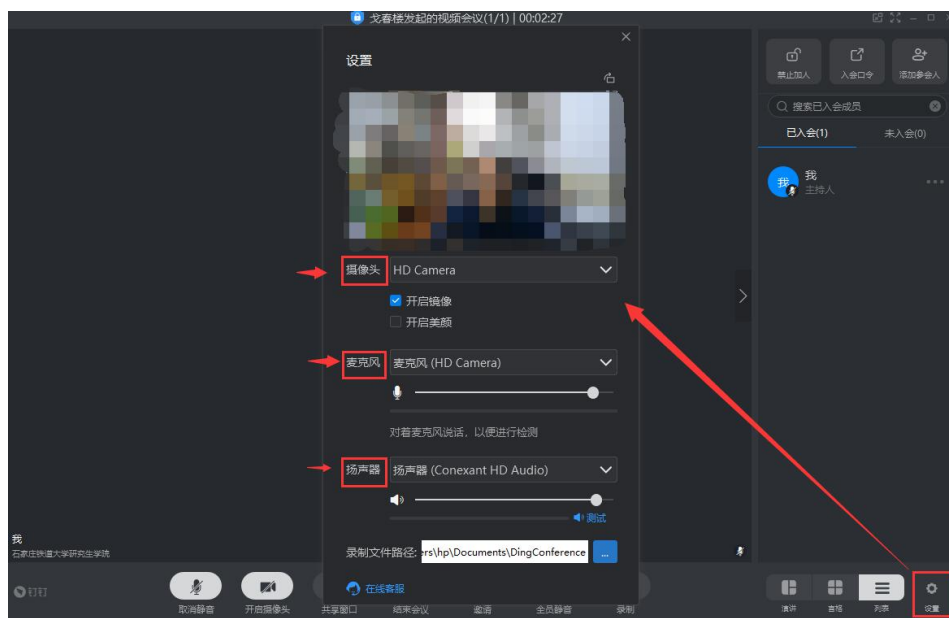 戈春楼发起的视频会议(1/1) | 00:02:27
设置
禁止加人
入会口令
添加参会人
搜索已入会成员
已入会(1)
未入会(0)
我
我
主持人
摄像头
HD Camera
开启镜像
开启美颜
麦克风
麦克风 (HD Camera)
对着麦克风说话，以便进行检测
扬声器
扬声器 (Conexant HD Audio)
测试
录制文件路径:
ers\hp\Documents\DingConference
...
在线客服
我
石家庄铁道大学研究生学院
钉钉
取消静音
开启摄像头
共享窗口
结束会议
邀请
全员静音
录制
演讲
宫格
列表
设置